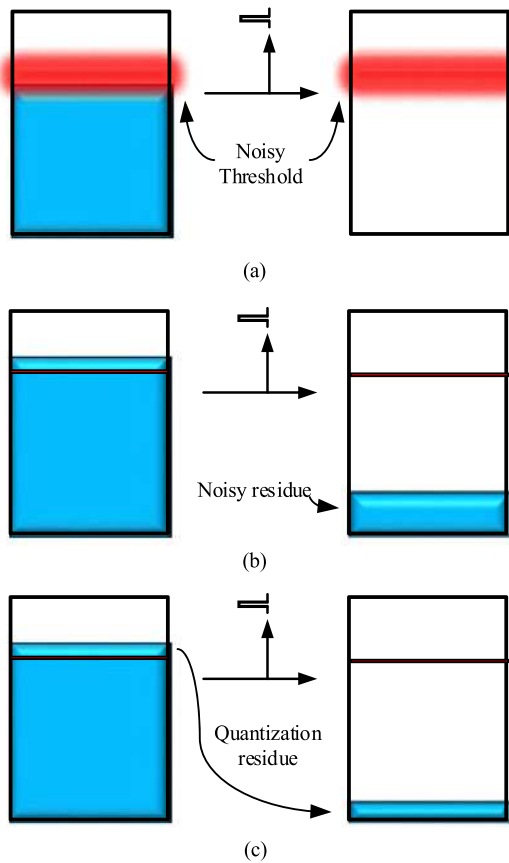 Noisy
Threshold
(a)
Noisy residue
(b)
Quantization
residue
(c)